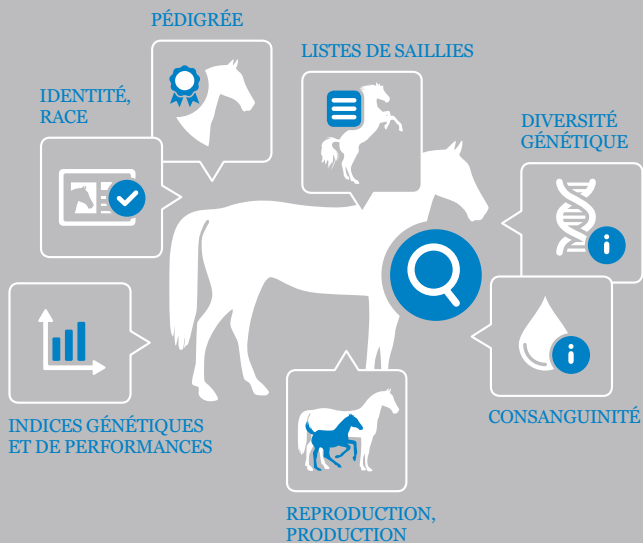 PÉDIGRÉE
LISTES DE SAILLIES
IDENTITÉ,
RACE
DIVERSITÉ
GÉNÉTIQUE
INDICES GÉNÉTIQUES
ET DE PERFORMANCES
CONSANGUINITÉ
REPRODUCTION,
PRODUCTION